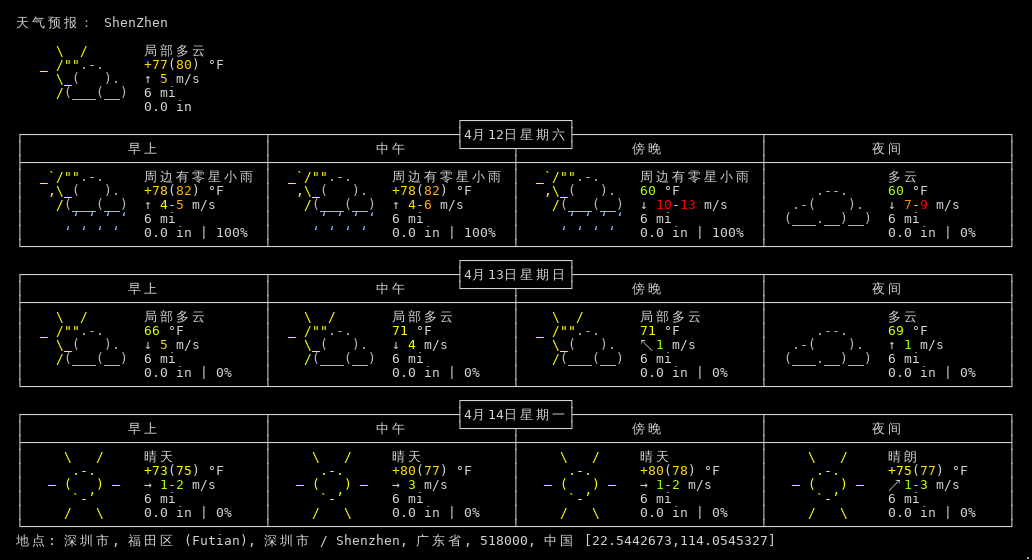 天气预报： ShenZhen
局部多云
+77(80) °F
↑ 5 m/s
6 mi
0.0 in
4月12日星期六
早上 中午 傍晚 夜间
周边有零星小雨 周边有零星小雨 周边有零星小雨 多云
+78(82) °F +78(82) °F 60 °F 60 °F
↑ 4-5 m/s ↑ 4-6 m/s ↓ 10-13 m/s ↓ 7-9 m/s
6 mi 6 mi 6 mi 6 mi
0.0 in | 100% 0.0 in | 100% 0.0 in | 100% 0.0 in | 0%
4月13日星期日
早上 中午 傍晚 夜间
局部多云 局部多云 局部多云 多云
66 °F 71 °F 71 °F 69 °F
↓ 5 m/s ↓ 4 m/s ↖ 1 m/s ↑ 1 m/s
6 mi 6 mi 6 mi 6 mi
0.0 in | 0% 0.0 in | 0% 0.0 in | 0% 0.0 in | 0%
4月14日星期一
早上 中午 傍晚 夜间
晴天 晴天 晴天 晴朗
+73(75) °F +80(77) °F +80(78) °F +75(77) °F
→ 1-2 m/s → 3 m/s → 1-2 m/s ↗ 1-3 m/s
6 mi 6 mi 6 mi 6 mi
0.0 in | 0% 0.0 in | 0% 0.0 in | 0% 0.0 in | 0%
地点: 深圳市, 福田区 (Futian), 深圳市 / Shenzhen, 广东省, 518000, 中国 [22.5442673,114.0545327]